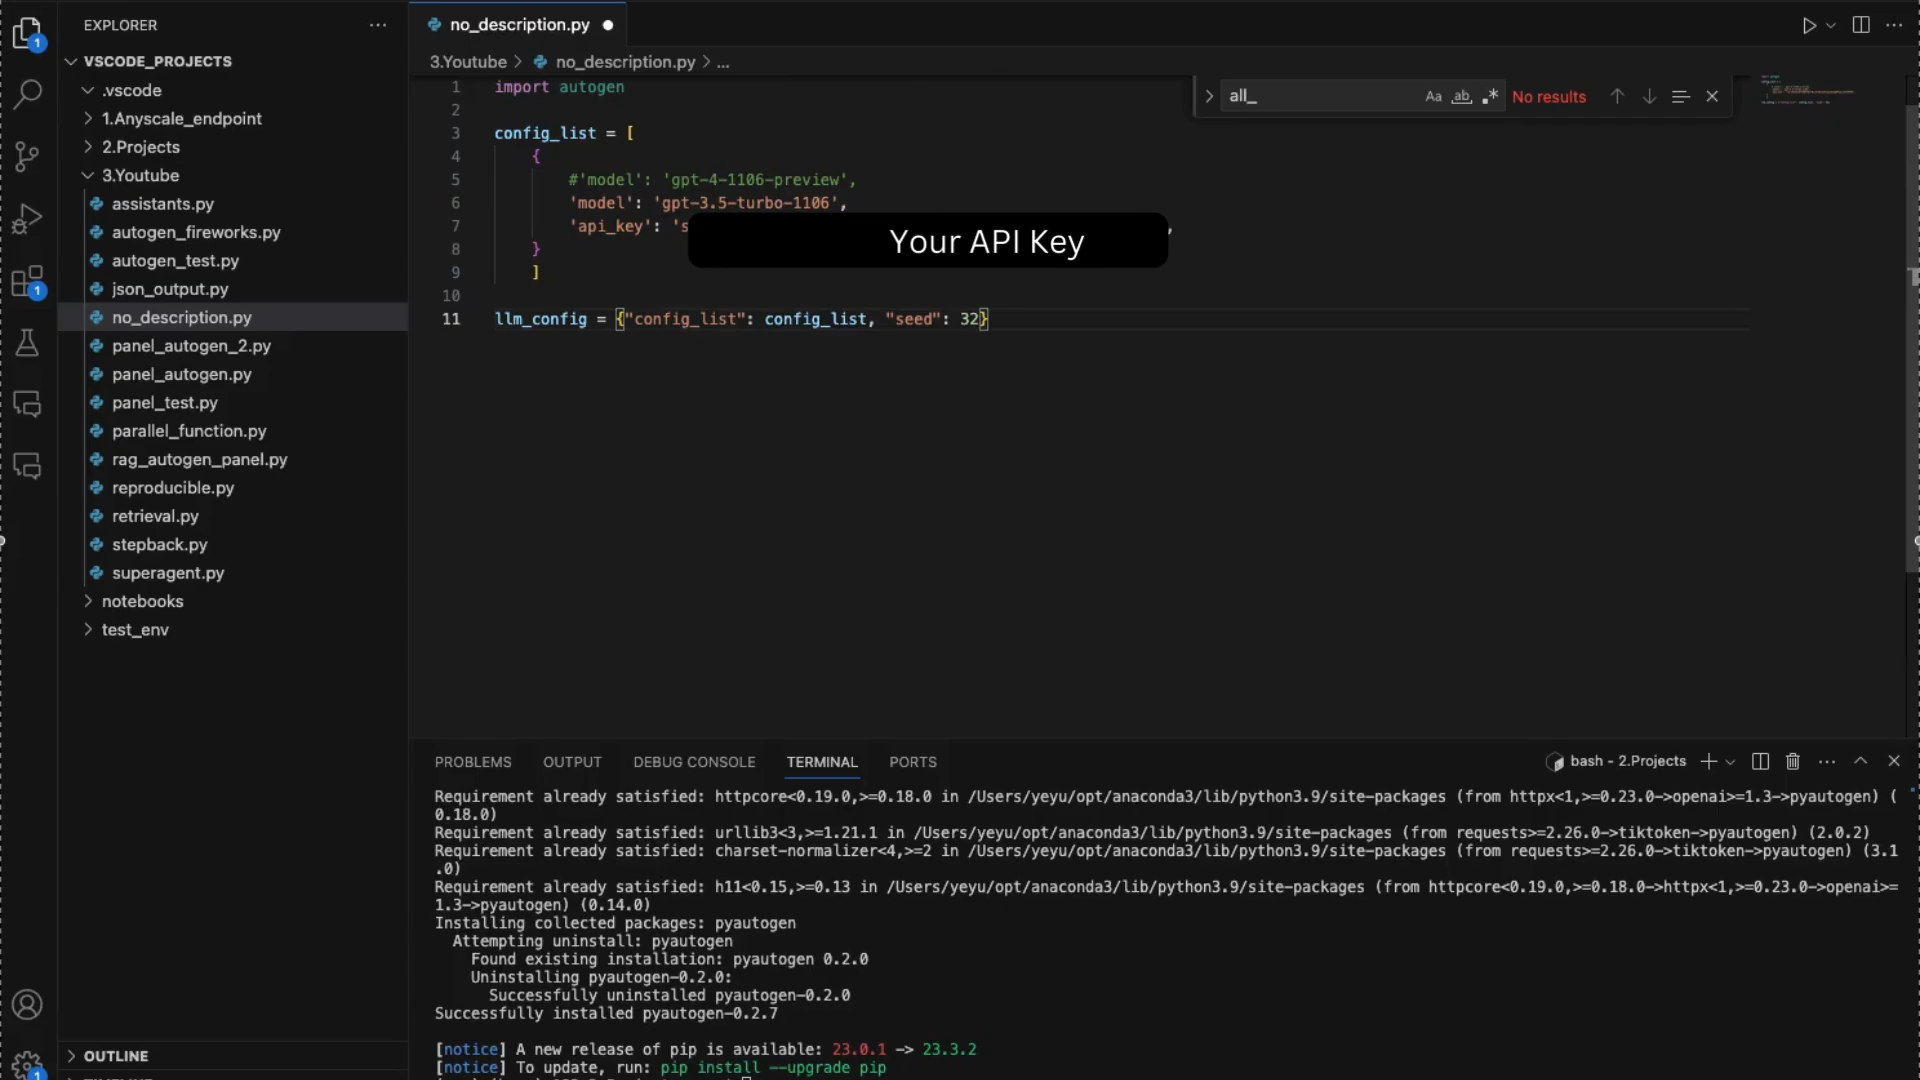 EXPLORER
VSCODE_PROJECTS
.vscode
1.Anyscale_endpoint
2.Projects
3.Youtube
assistants.py
autogen_fireworks.py
autogen_test.py
json_output.py
no_description.py
panel_autogen_2.py
panel_autogen.py
panel_test.py
parallel_function.py
rag_autogen_panel.py
reproducible.py
retrieval.py
stepback.py
superagent.py
notebooks
test_env
OUTLINE
1
1
1
no_description.py
3.Youtube > no_description.py > ...
all_ Aa ab .* No results
1 import autogen
2
3 config_list = [
4 {
5 #'model': 'gpt-4-1106-preview',
6 'model': 'gpt-3.5-turbo-1106',
7 'api_key': 's Your API Key ,
8 }
9 ]
10
11 llm_config = {"config_list": config_list, "seed": 32}
PROBLEMS OUTPUT DEBUG CONSOLE TERMINAL PORTS
bash - 2.Projects
Requirement already satisfied: httpcore<0.19.0,>=0.18.0 in /Users/yeyu/opt/anaconda3/lib/python3.9/site-packages (from httpx<1,>=0.23.0->openai>=1.3->pyautogen) (
0.18.0)
Requirement already satisfied: urllib3<3,>=1.21.1 in /Users/yeyu/opt/anaconda3/lib/python3.9/site-packages (from requests>=2.26.0->tiktoken->pyautogen) (2.0.2)
Requirement already satisfied: charset-normalizer<4,>=2 in /Users/yeyu/opt/anaconda3/lib/python3.9/site-packages (from requests>=2.26.0->tiktoken->pyautogen) (3.1
.0)
Requirement already satisfied: h11<0.15,>=0.13 in /Users/yeyu/opt/anaconda3/lib/python3.9/site-packages (from httpcore<0.19.0,>=0.18.0->httpx<1,>=0.23.0->openai>=
1.3->pyautogen) (0.14.0)
Installing collected packages: pyautogen
Attempting uninstall: pyautogen
Found existing installation: pyautogen 0.2.0
Uninstalling pyautogen-0.2.0:
Successfully uninstalled pyautogen-0.2.0
Successfully installed pyautogen-0.2.7
[notice] A new release of pip is available: 23.0.1 -> 23.3.2
[notice] To update, run: pip install --upgrade pip